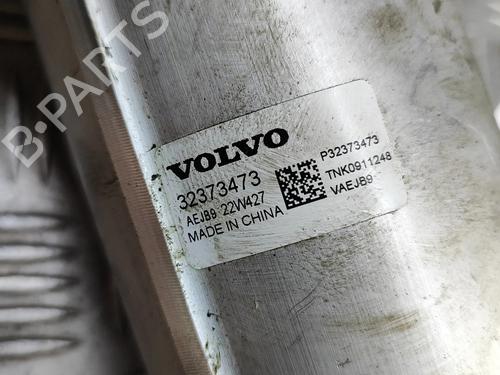 B-PARTS
VOLVO
32373473
AEJB9 22W427
MADE IN CHINA
P32373473
TNK0911248
VAEJB9